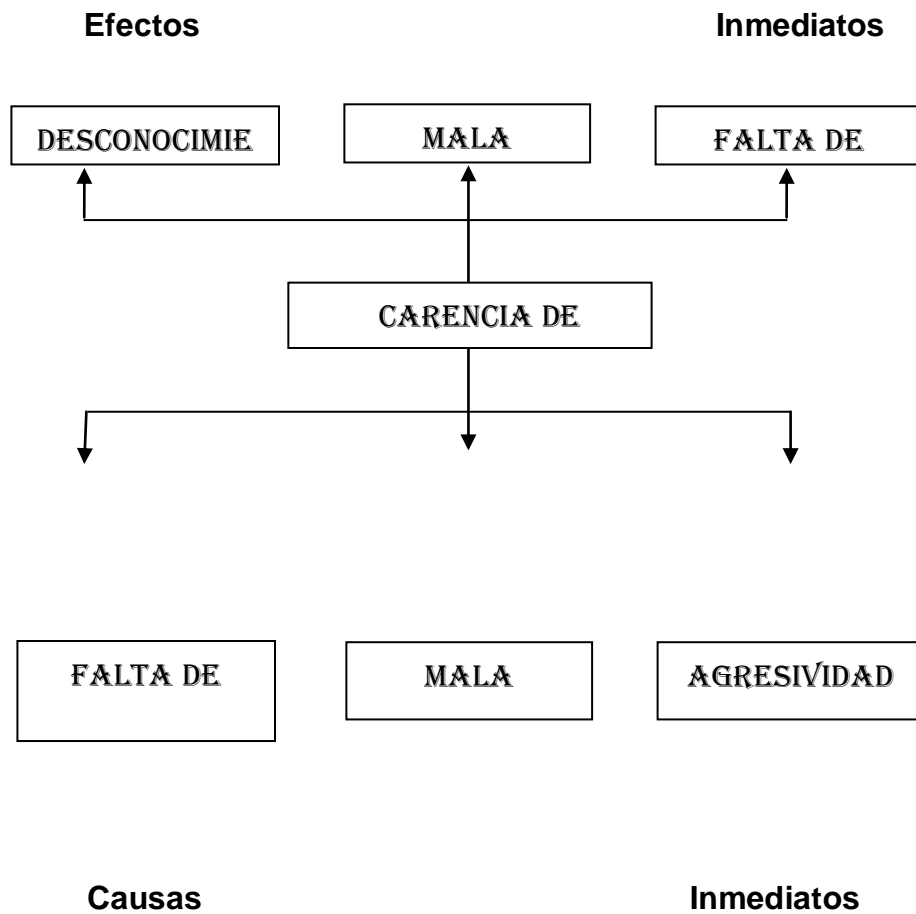 Efectos Inmediatos
DESCONOCIMIE MALA FALTA DE
CARENCIA DE
FALTA DE MALA AGRESIVIDAD
Causas Inmediatos